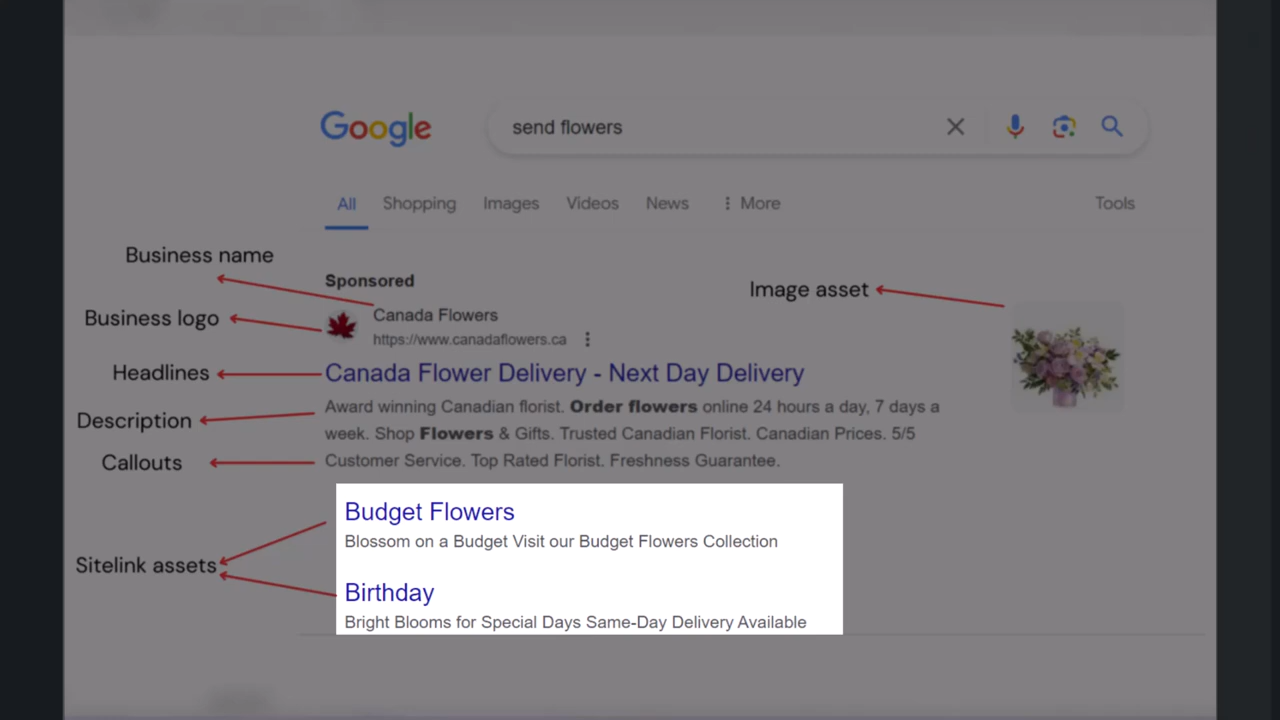 Google
send flowers
All Shopping Images Videos News More Tools
Business name
Sponsored
Image asset
Business logo
Canada Flowers
https://www.canadaflowers.ca
Headlines
Canada Flower Delivery - Next Day Delivery
Description
Award winning Canadian florist. Order flowers online 24 hours a day, 7 days a
week. Shop Flowers & Gifts. Trusted Canadian Florist. Canadian Prices. 5/5
Callouts
Customer Service. Top Rated Florist. Freshness Guarantee.
Sitelink assets
Budget Flowers
Blossom on a Budget Visit our Budget Flowers Collection
Birthday
Bright Blooms for Special Days Same-Day Delivery Available